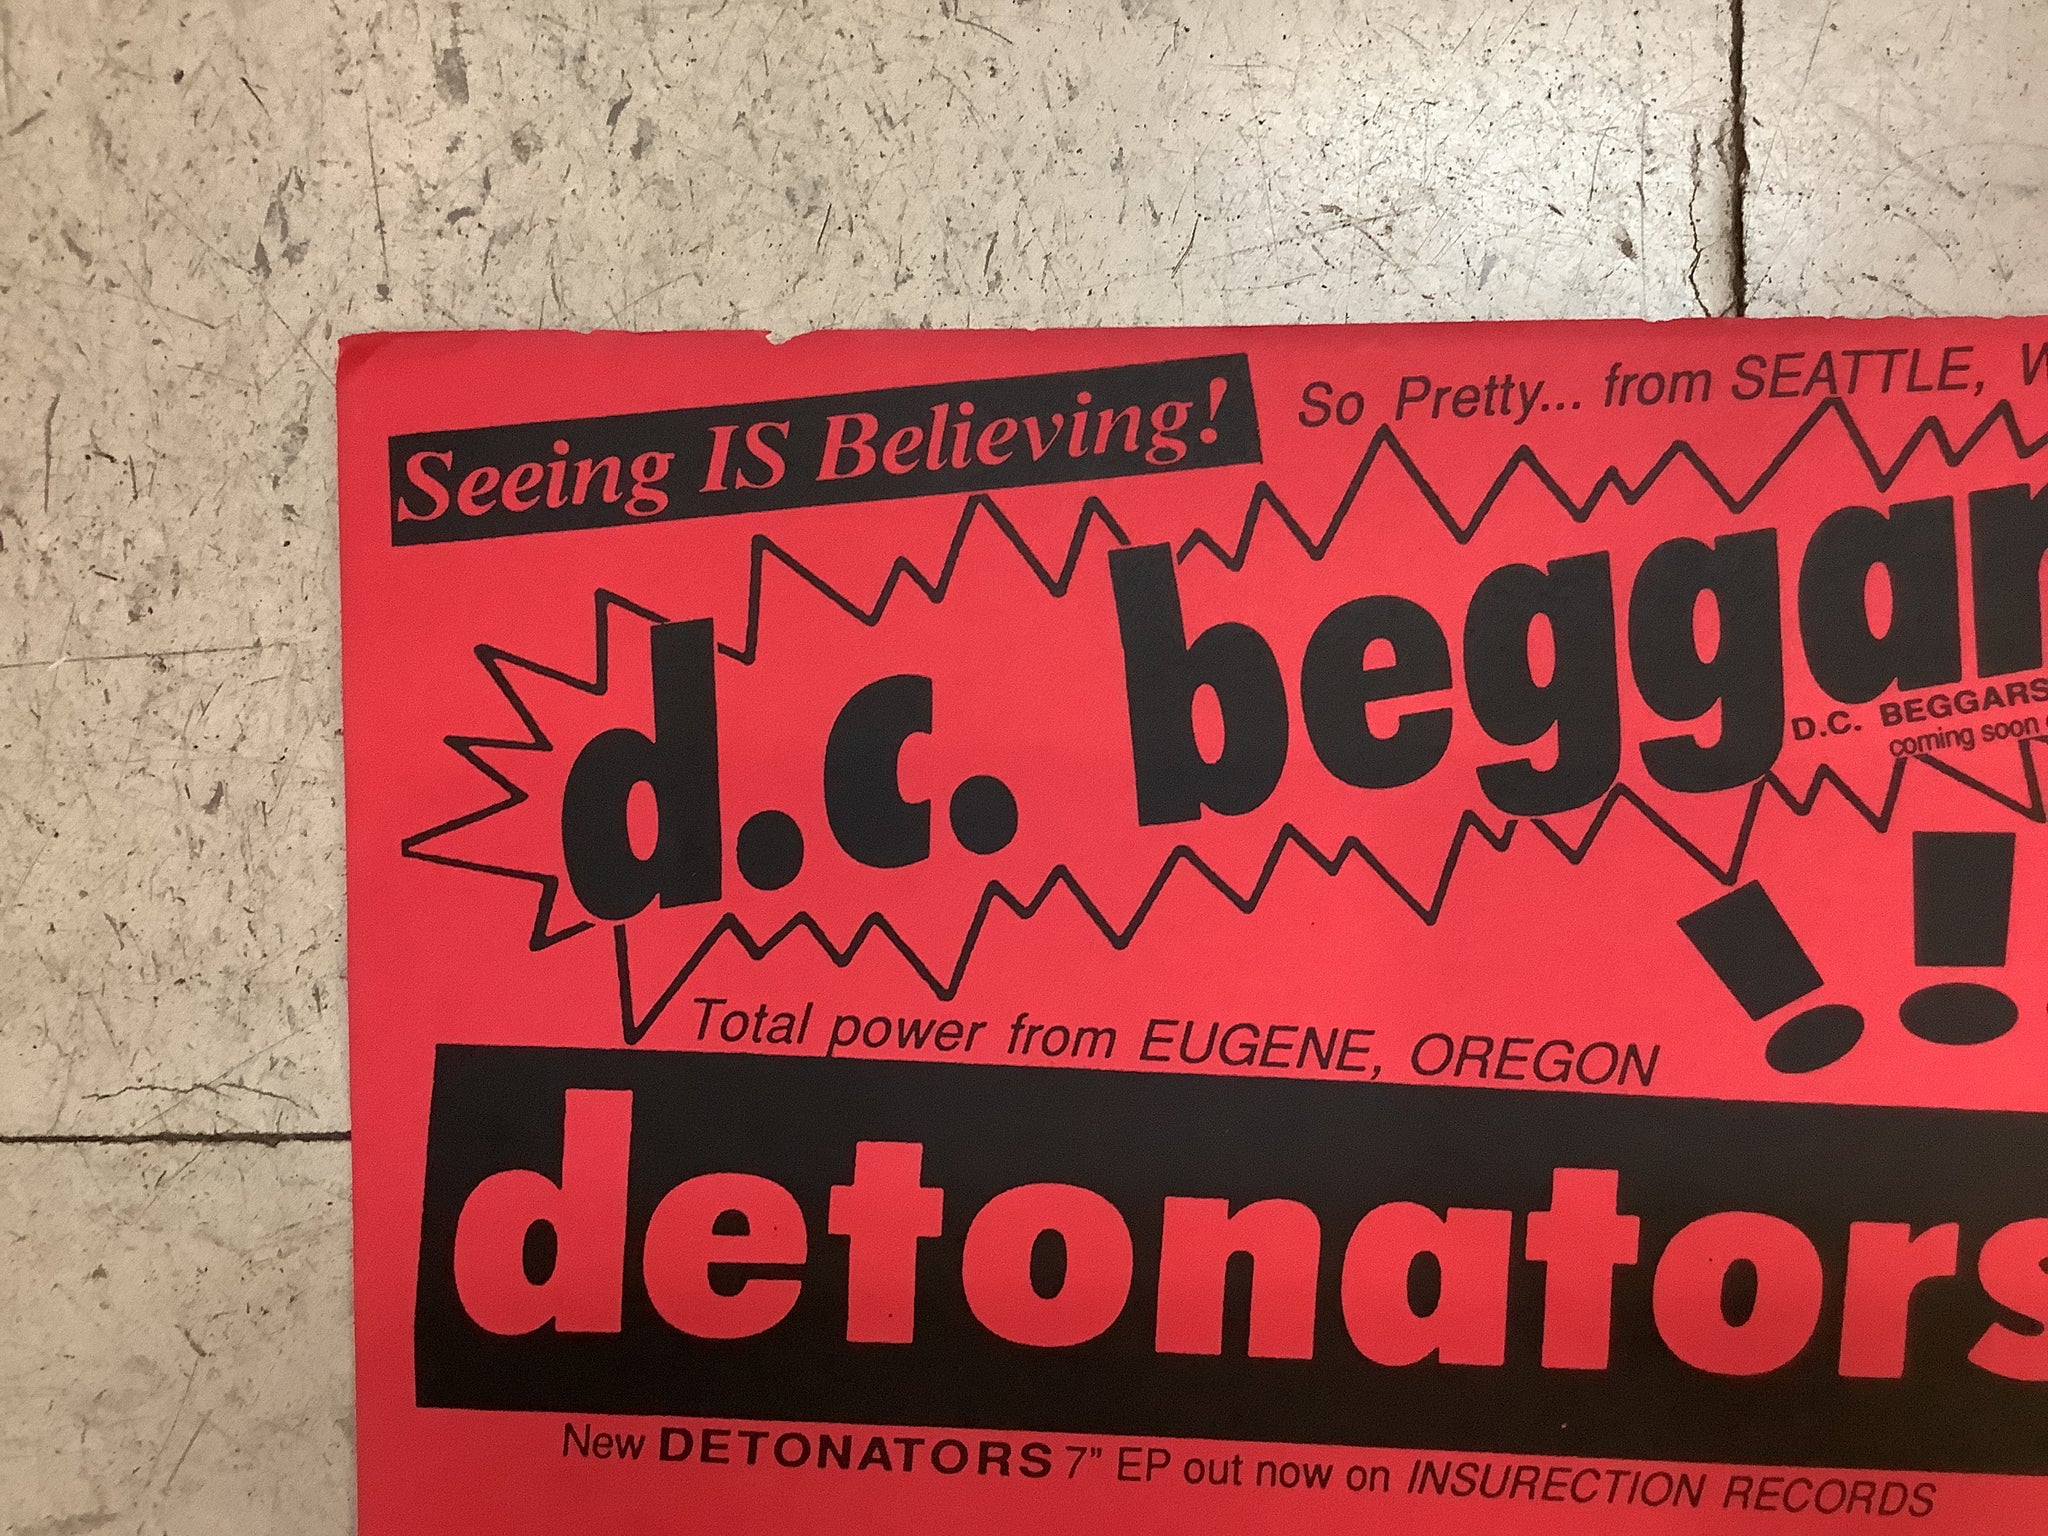 Seeing IS Believing!
So Pretty... from SEATTLE,
d.c. beggar
D.C. BEGGARS
coming soon
!!
Total power from EUGENE, OREGON
detonators
New DETONATORS 7" EP out now on INSURECTION RECORDS